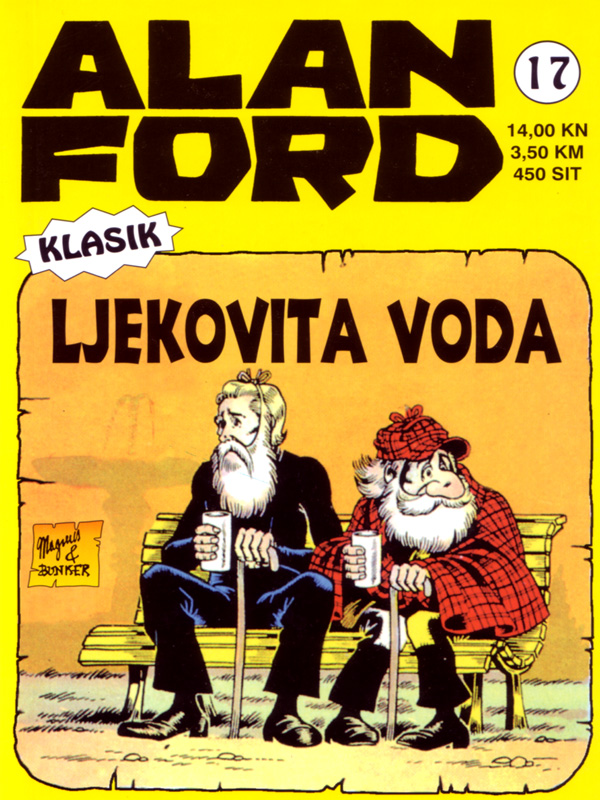 ALAN
FORD
17
14,00 KN
3,50 KM
450 SIT
KLASIK
LJEKOVITA VODA
Magnus
&
BUNKER